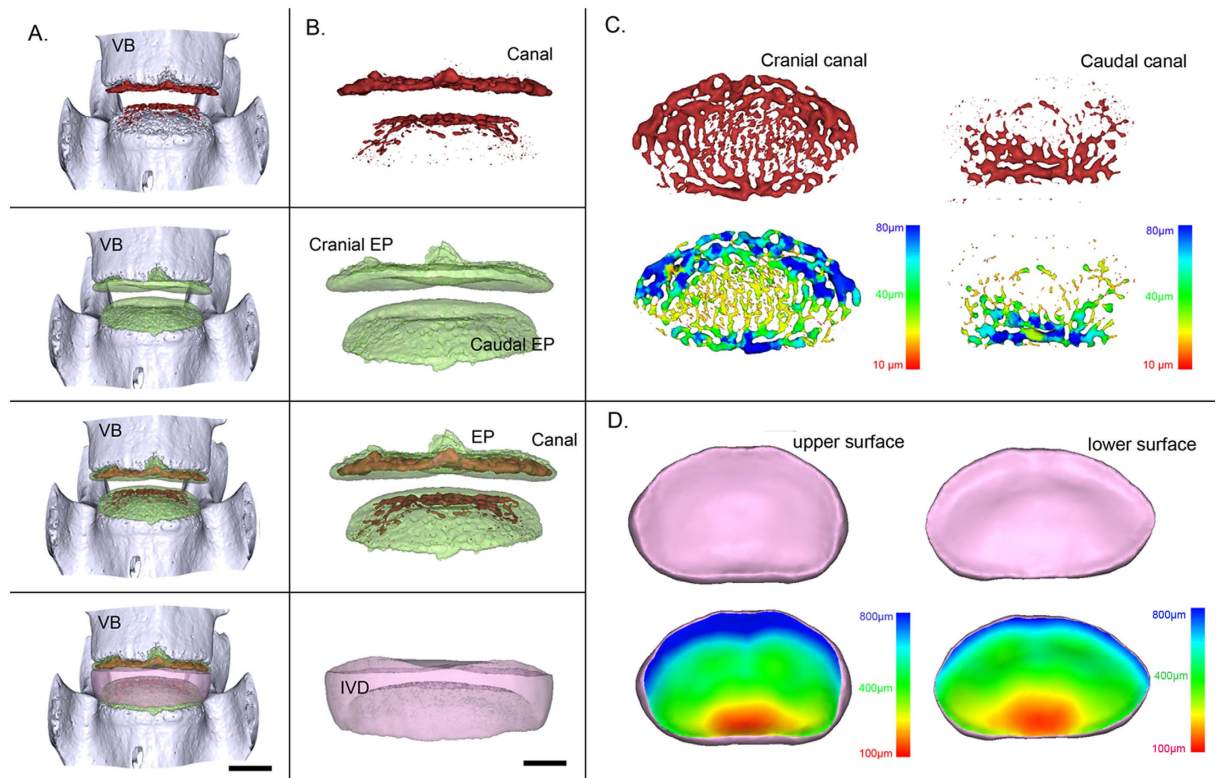 A.
VB
B.
Canal
C.
Cranial canal
Caudal canal
80µm
40µm
10 µm
80µm
40µm
10 µm
VB
Cranial EP
Caudal EP
VB
EP
Canal
VB
IVD
D.
upper surface
lower surface
800µm
400µm
100µm
800µm
400µm
100µm